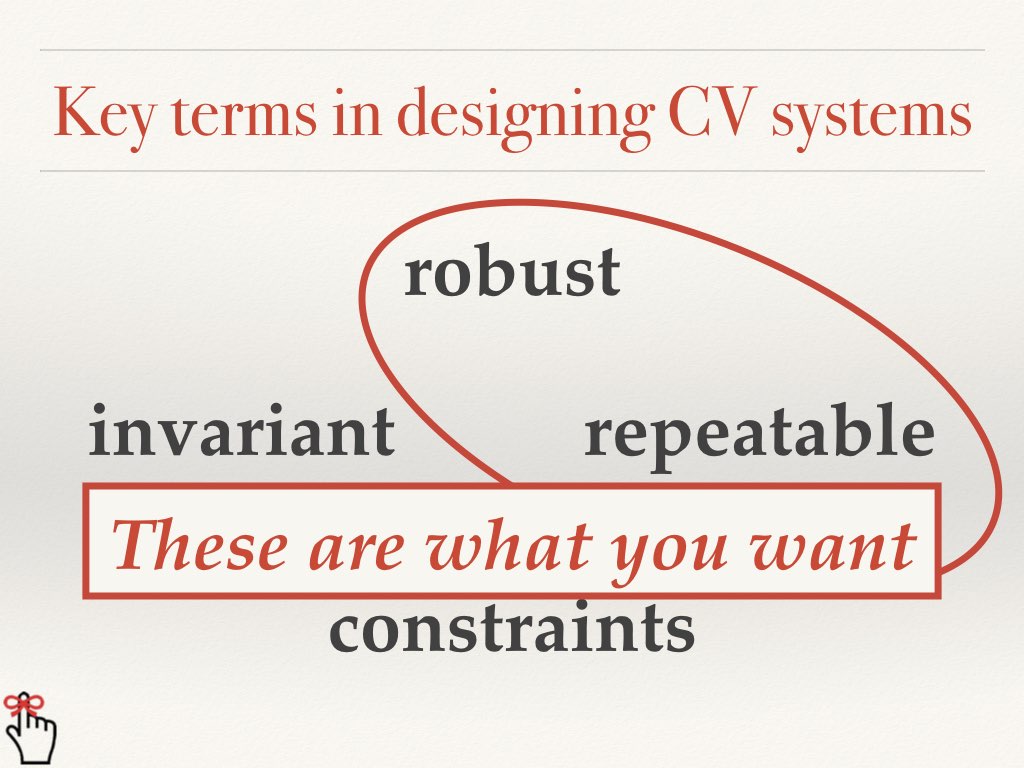 Key terms in designing CV systems
robust
invariant repeatable
These are what you want
constraints